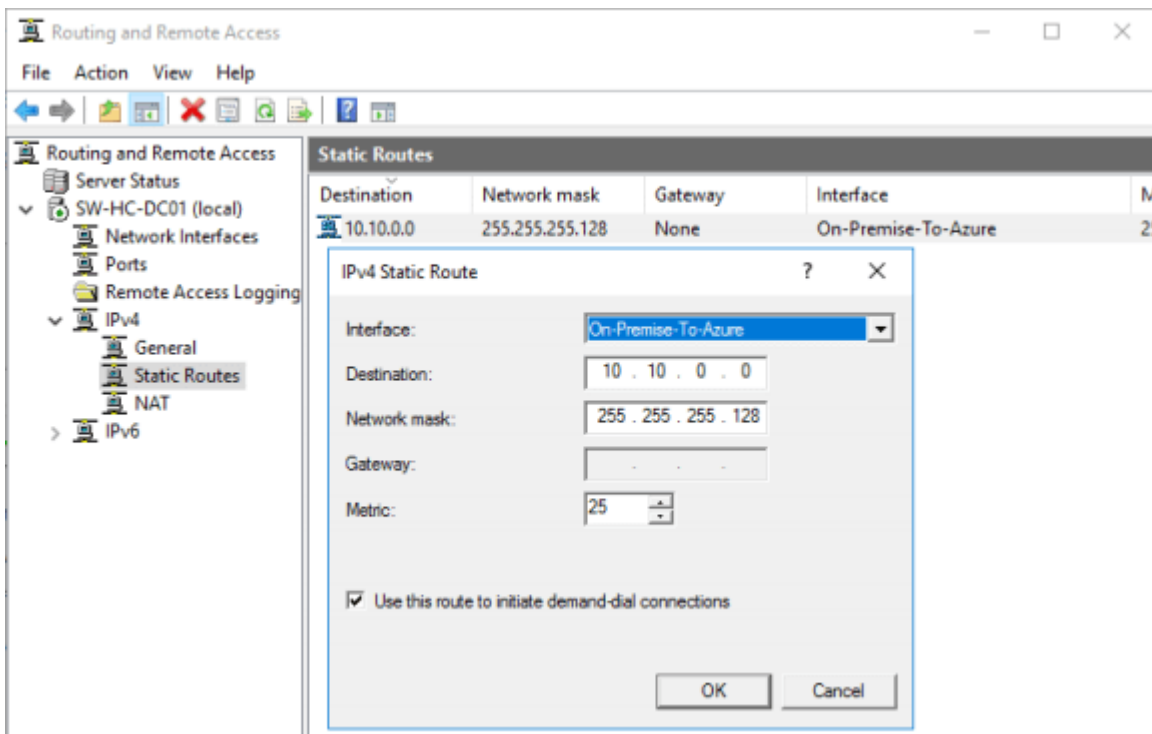 Routing and Remote Access
File Action View Help
Routing and Remote Access
Server Status
SW-HC-DC01 (local)
Network Interfaces
Ports
Remote Access Logging
IPv4
General
Static Routes
NAT
IPv6
Static Routes
Destination Network mask Gateway Interface
10.10.0.0 255.255.255.128 None On-Premise-To-Azure
IPv4 Static Route ? 
Interface: On-Premise-To-Azure
Destination: 10 . 10 . 0 . 0
Network mask: 255 . 255 . 255 . 128
Gateway: . . .
Metric: 25
Use this route to initiate demand-dial connections
OK Cancel